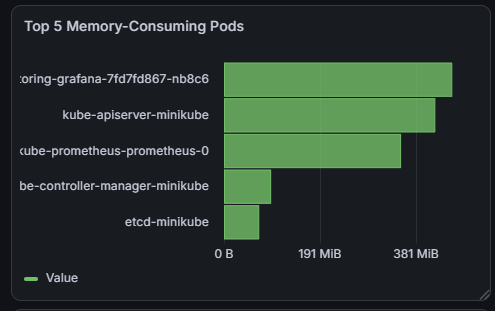 Top 5 Memory-Consuming Pods
toring-grafana-7fd7fd867-nb8c6
kube-apiserver-minikube
kube-prometheus-prometheus-0
be-controller-manager-minikube
etcd-minikube
0 B 191 MiB 381 MiB
Value